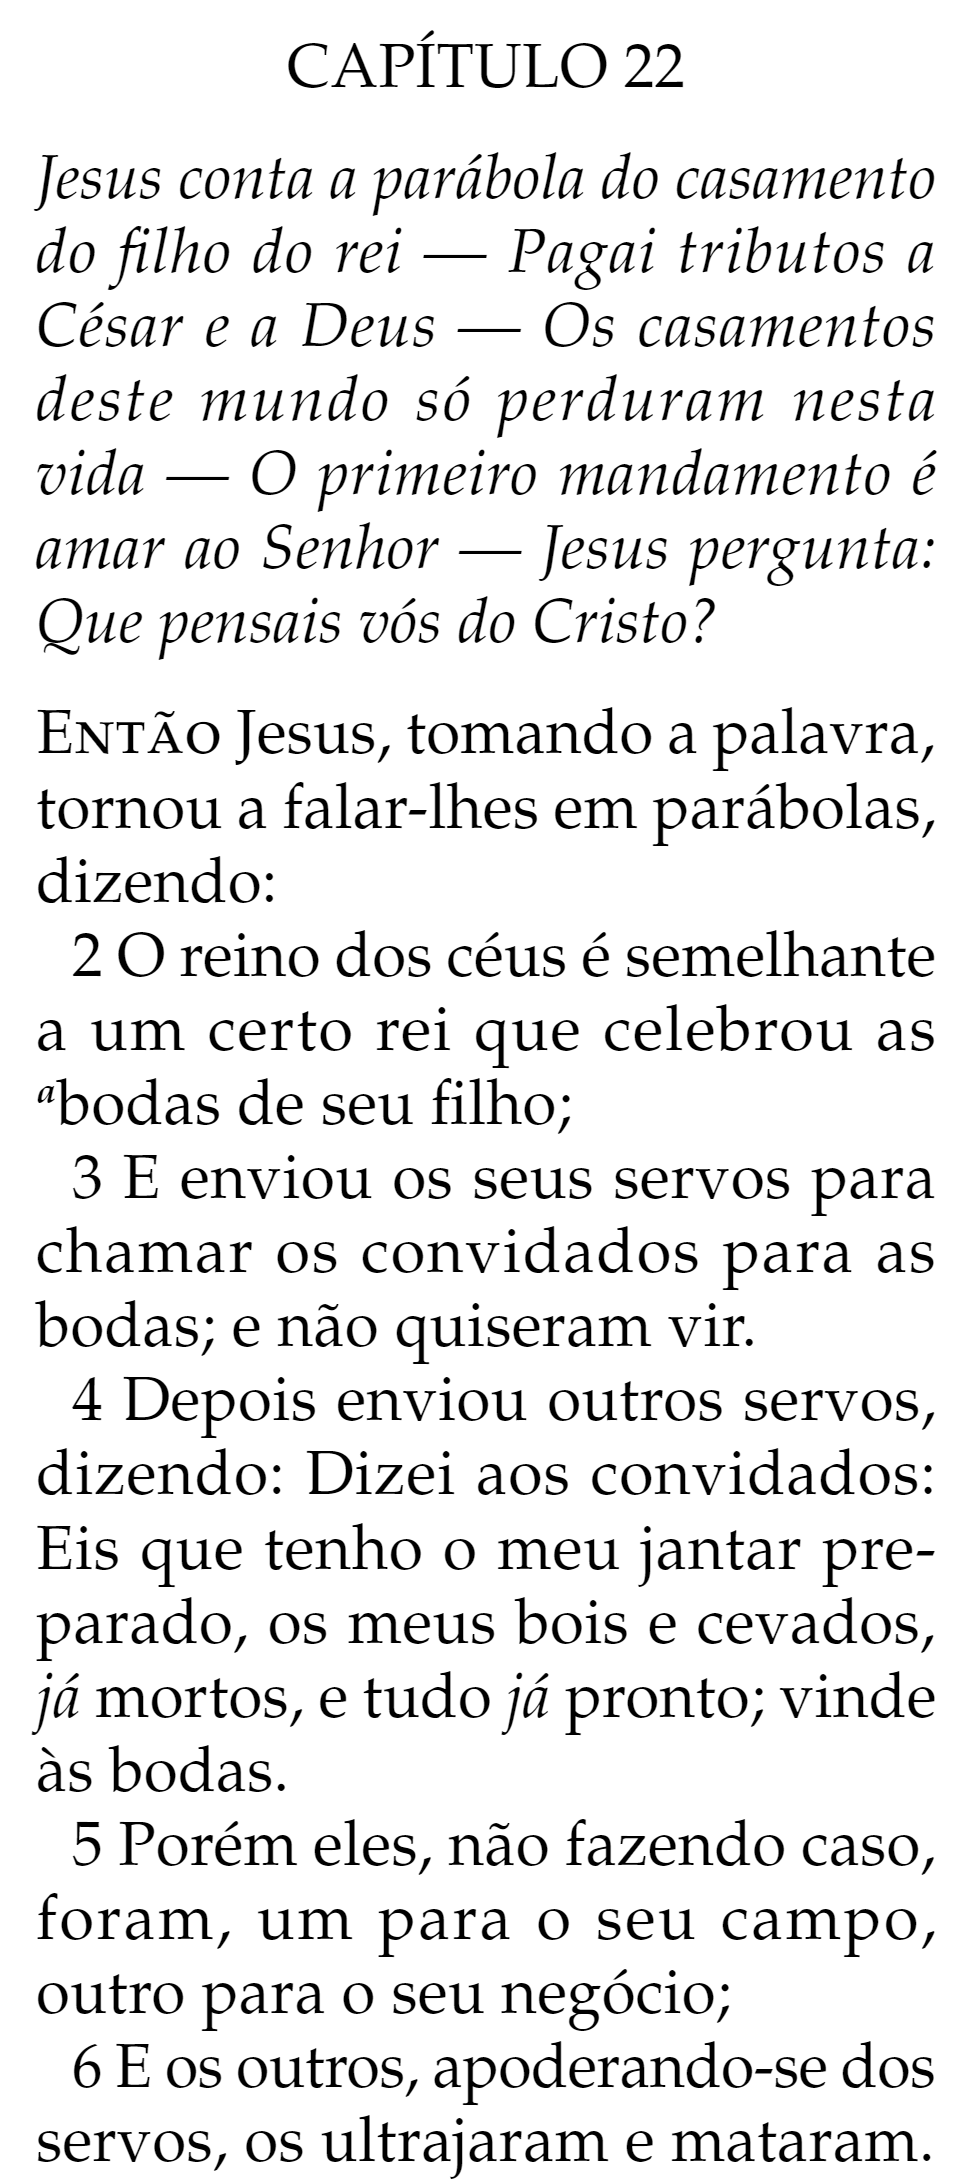 CAPÍTULO 22
Jesus conta a parábola do casamento
do filho do rei — Pagai tributos a
César e a Deus — Os casamentos
deste mundo só perduram nesta
vida — O primeiro mandamento é
amar ao Senhor — Jesus pergunta:
Que pensais vós do Cristo?
ENTÃO Jesus, tomando a palavra,
tornou a falar-lhes em parábolas,
dizendo:
2 O reino dos céus é semelhante
a um certo rei que celebrou as
abodas de seu filho;
3 E enviou os seus servos para
chamar os convidados para as
bodas; e não quiseram vir.
4 Depois enviou outros servos,
dizendo: Dizei aos convidados:
Eis que tenho o meu jantar pre-
parado, os meus bois e cevados,
já mortos, e tudo já pronto; vinde
às bodas.
5 Porém eles, não fazendo caso,
foram, um para o seu campo,
outro para o seu negócio;
6 E os outros, apoderando-se dos
servos, os ultrajaram e mataram.